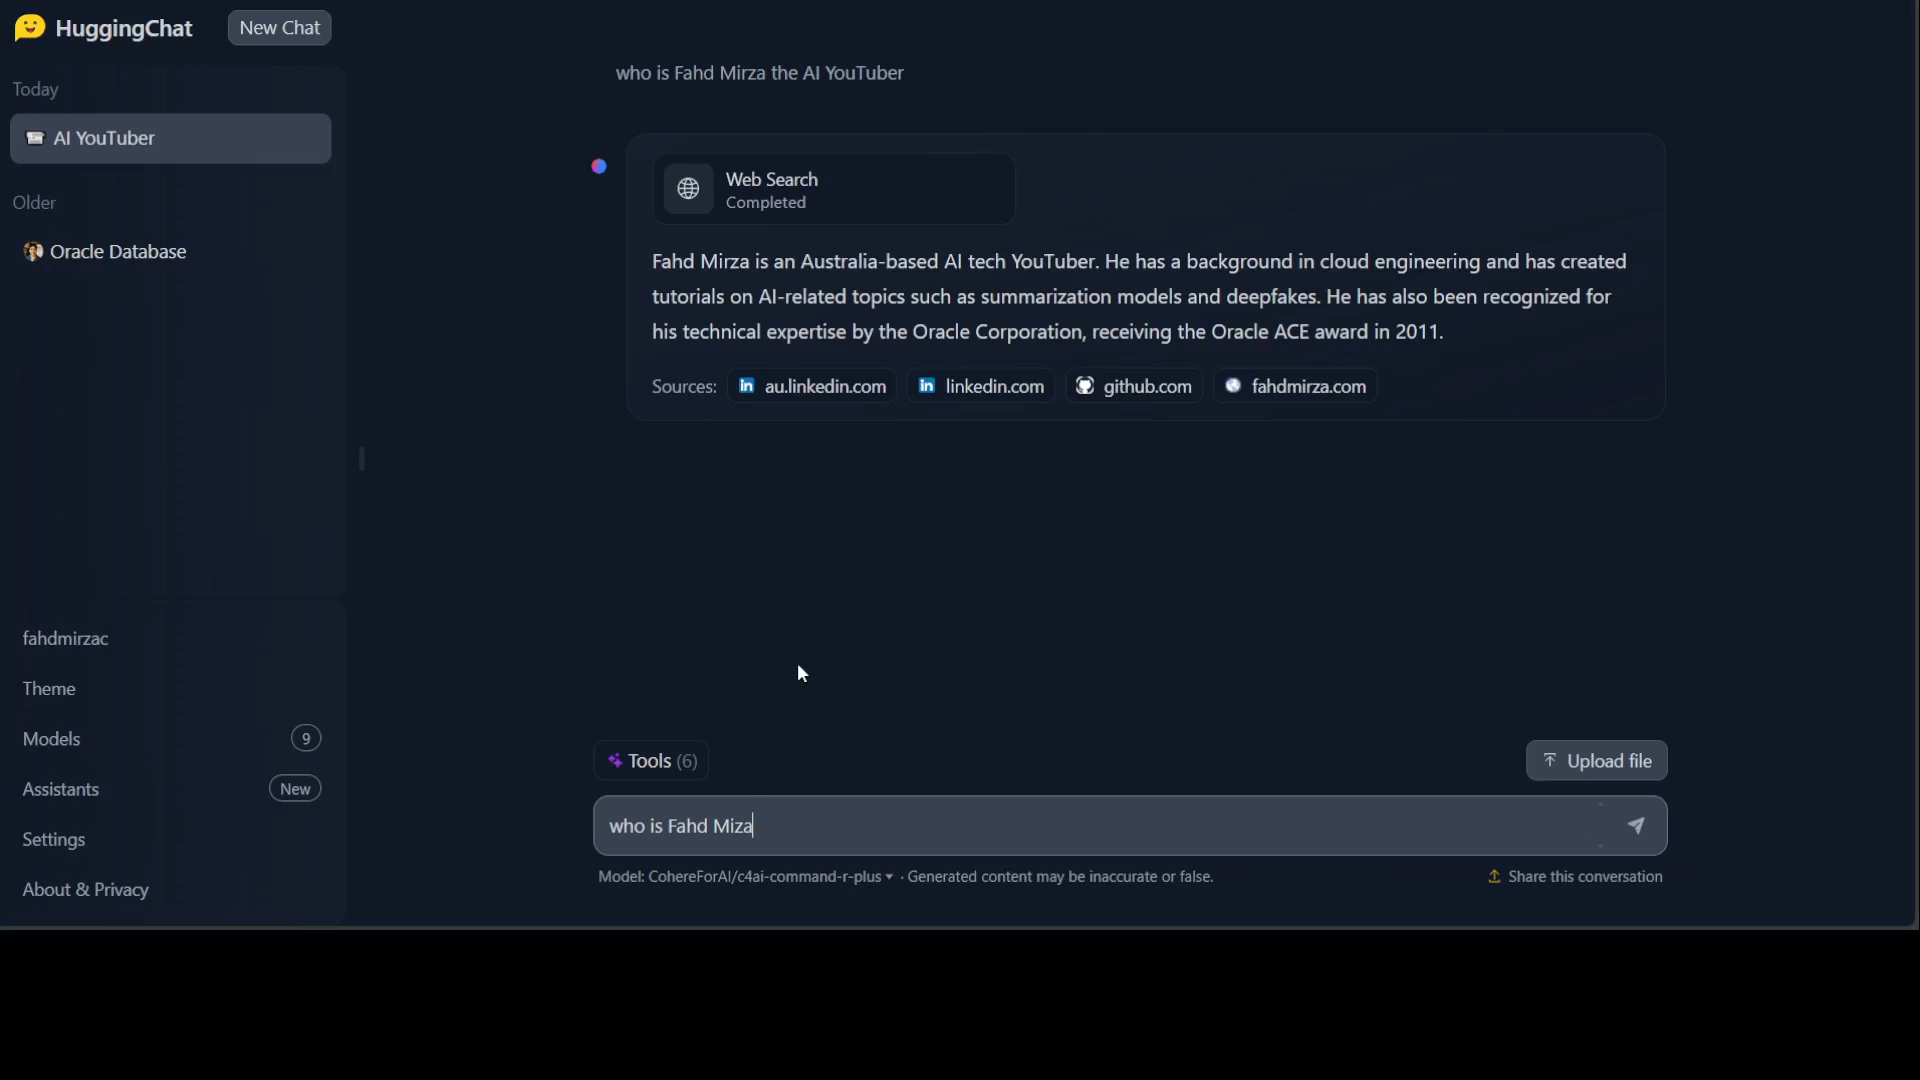 HuggingChat
New Chat
Today
AI YouTuber
Older
Oracle Database
fahdmirzac
Theme
Models 9
Assistants New
Settings
About & Privacy
who is Fahd Mirza the AI YouTuber
Web Search
Completed
Fahd Mirza is an Australia-based AI tech YouTuber. He has a background in cloud engineering and has created
tutorials on AI-related topics such as summarization models and deepfakes. He has also been recognized for
his technical expertise by the Oracle Corporation, receiving the Oracle ACE award in 2011.
Sources: au.linkedin.com linkedin.com github.com fahdmirza.com
Tools (6)
Upload file
who is Fahd Miza
Model: CohereForAI/c4ai-command-r-plus · Generated content may be inaccurate or false.
Share this conversation